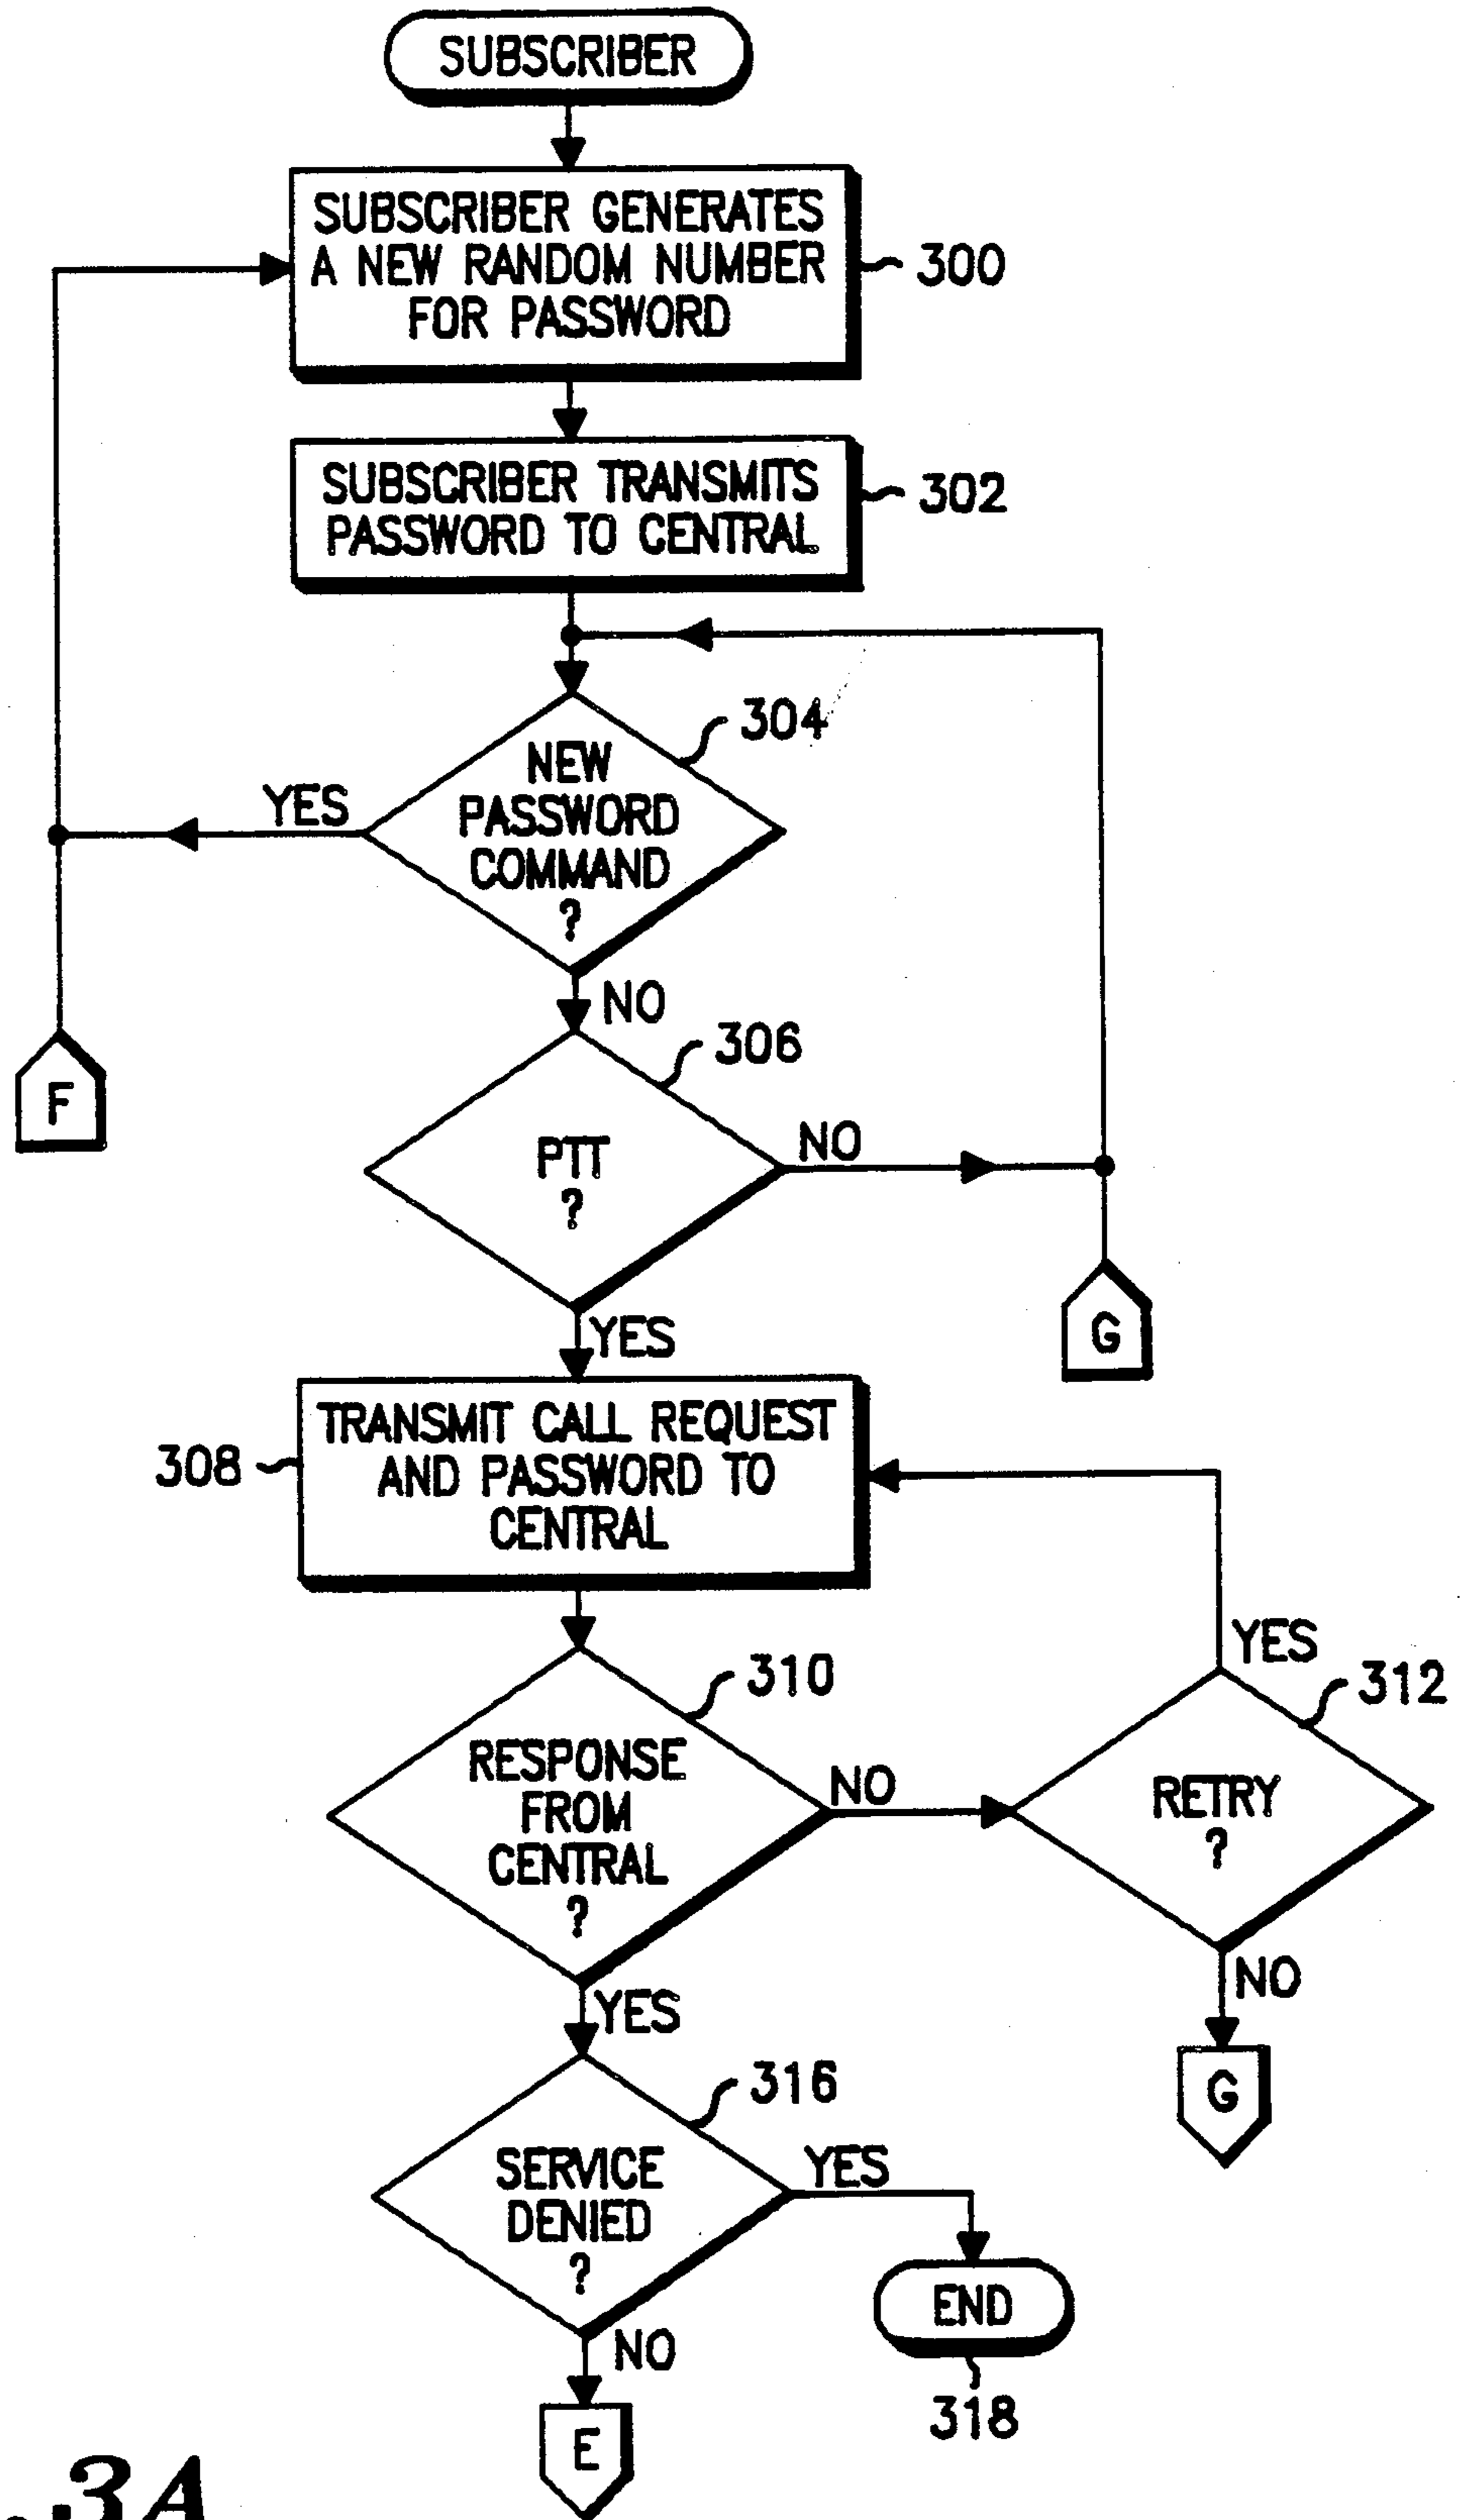 SUBSCRIBER
SUBSCRIBER GENERATES
A NEW RANDOM NUMBER
FOR PASSWORD
300
SUBSCRIBER TRANSMITS
PASSWORD TO CENTRAL
302
304
NEW
PASSWORD
COMMAND
?
YES
NO
306
F
PTT
?
NO
G
YES
TRANSMIT CALL REQUEST
AND PASSWORD TO
CENTRAL
308
310
RESPONSE
FROM
CENTRAL
?
NO
YES
312
RETRY
?
NO
G
YES
316
SERVICE
DENIED
?
YES
END
318
NO
E
.3A